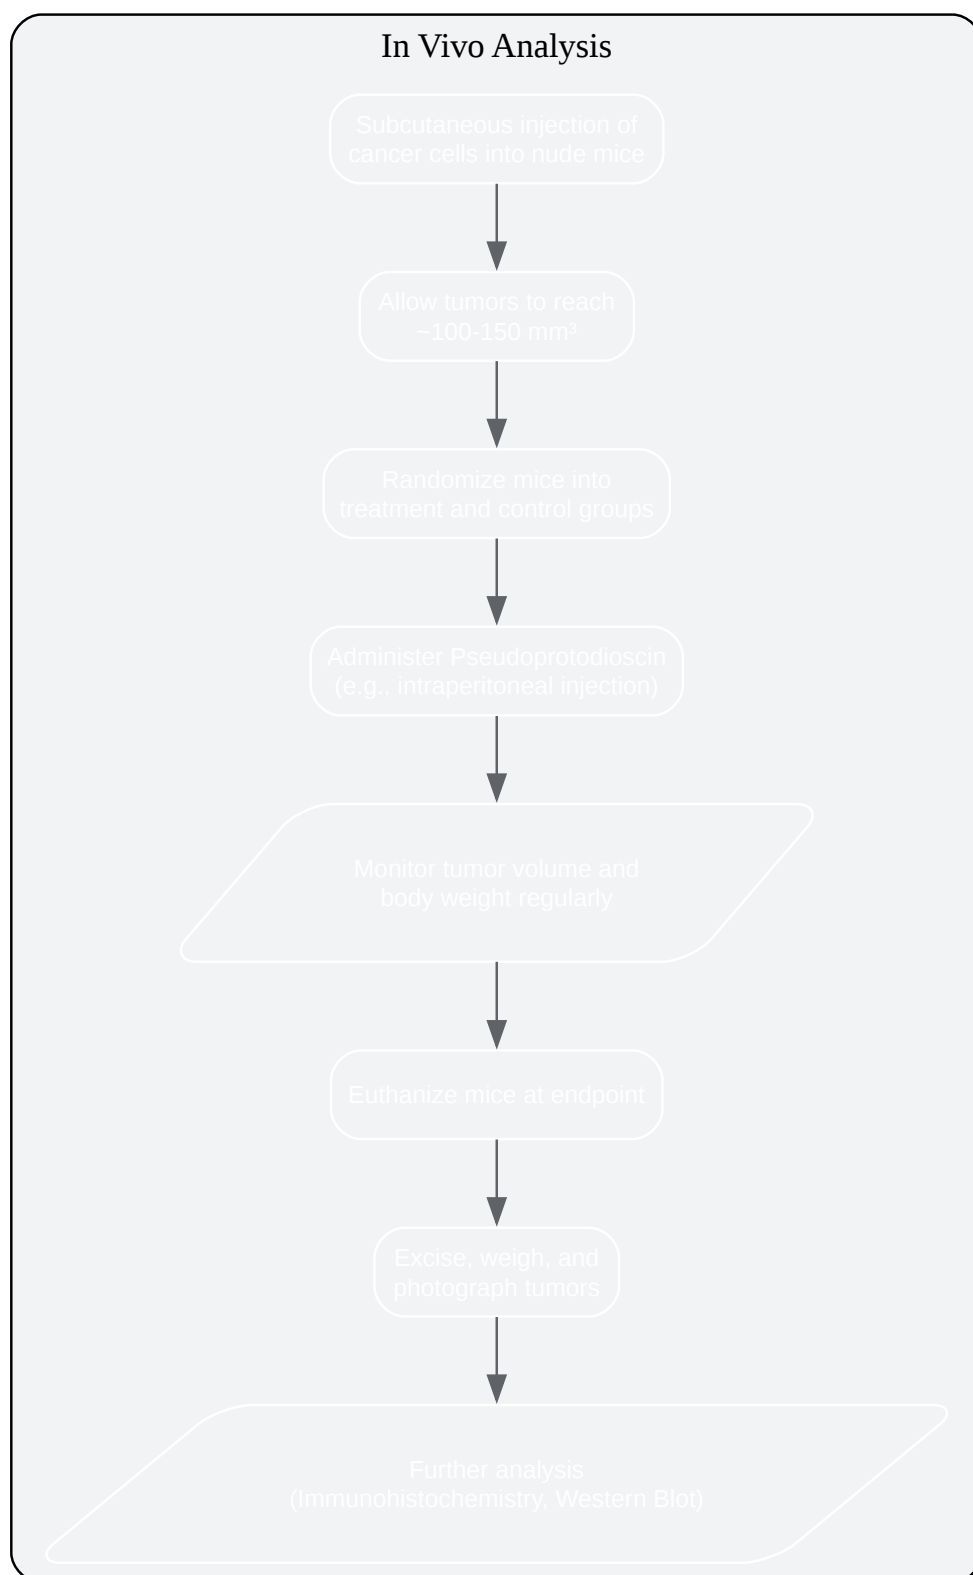 In Vivo Analysis
Subcutaneous injection of
cancer cells into nude mice
Allow tumors to reach
~100-150 mm³
Randomize mice into
treatment and control groups
Administer Pseudoprotodioscin
(e.g., intraperitoneal injection)
Monitor tumor volume and
body weight regularly
Euthanize mice at endpoint
Excise, weigh, and
photograph tumors
Further analysis
(Immunohistochemistry, Western Blot)